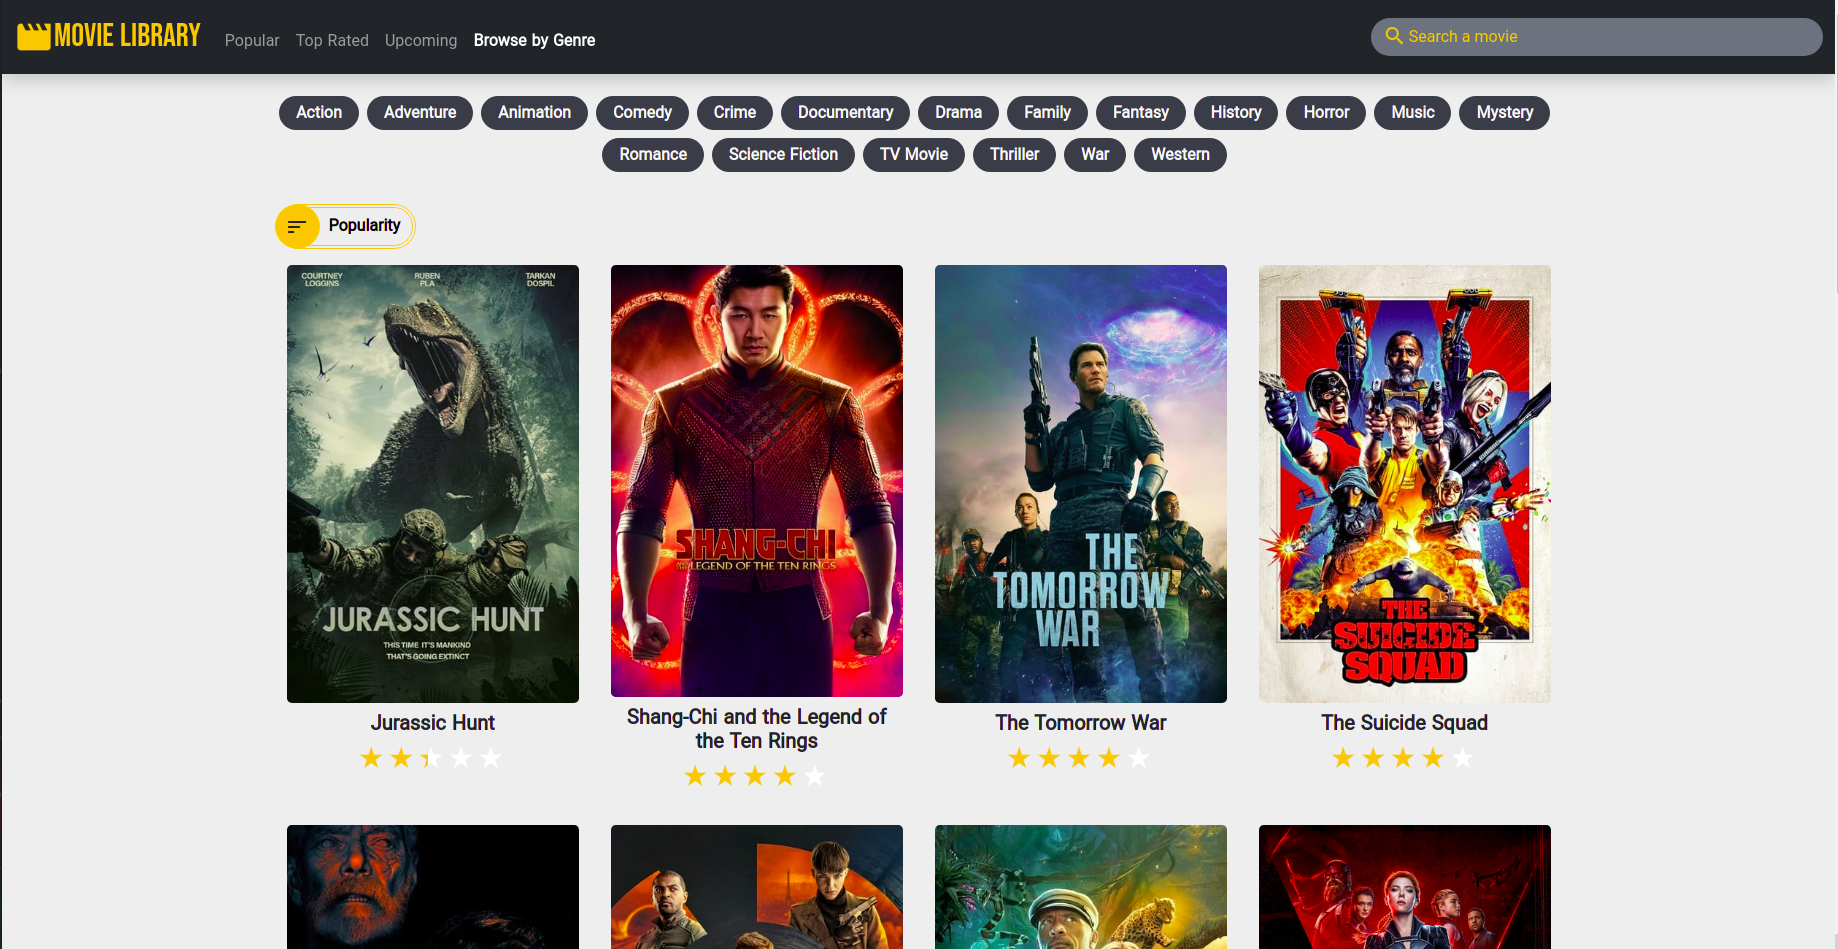 MOVIE LIBRARY
Popular
Top Rated
Upcoming
Browse by Genre
Search a movie
Action
Adventure
Animation
Comedy
Crime
Documentary
Drama
Family
Fantasy
History
Horror
Music
Mystery
Romance
Science Fiction
TV Movie
Thriller
War
Western
Popularity
COURTNEY
LOGGINS
RUBEN
PLA
TARKAN
DOSPIL
JURASSIC HUNT
THIS TIME IT'S MANKIND
THAT'S GOING EXTINCT
SHANG-CHI
AND THE LEGEND OF THE TEN RINGS
THE
TOMORROW
WAR
THE
SUICIDE
SQUAD
Jurassic Hunt
Shang-Chi and the Legend of
the Ten Rings
The Tomorrow War
The Suicide Squad